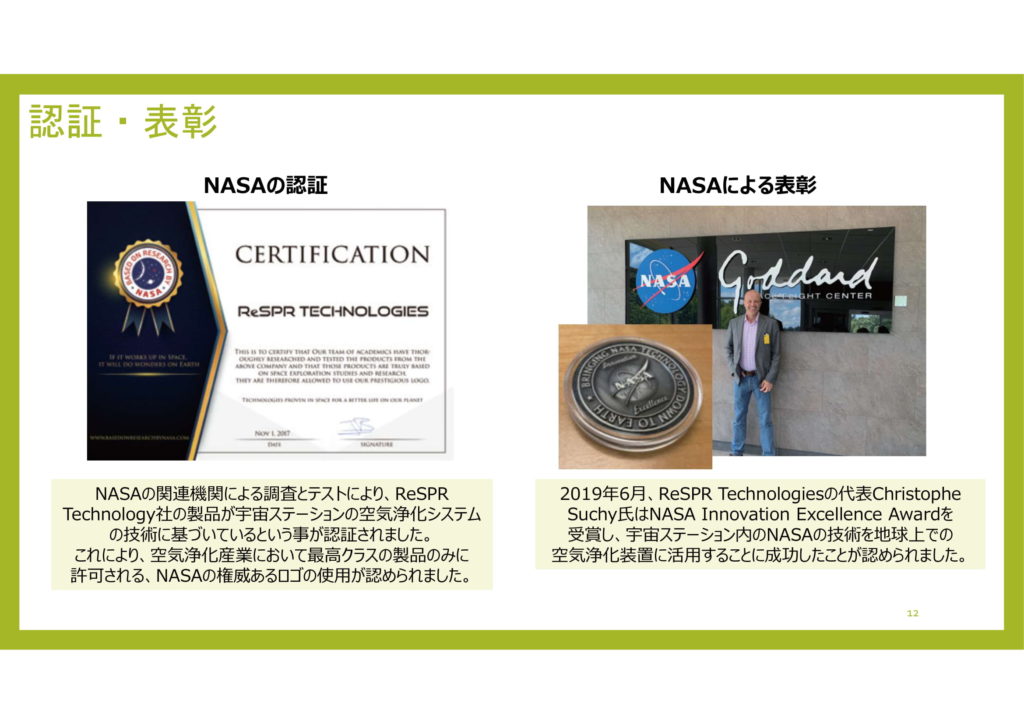 認証・表彰
NASAの認証
BASED ON RESEARCH BY
NASA
IF IT WORKS UP IN SPACE,
IT WILL DO WONDERS ON EARTH
WWW.BASEDONRESEARCHBYNASA.COM
CERTIFICATION
ReSPR TECHNOLOGIES
THIS IS TO CERTIFY THAT OUR TEAM OF ACADEMICS HAVE THOR-
OUGHLY RESEARCHED AND TESTED THE PRODUCTS FROM THE
ABOVE COMPANY AND THAT THOSE PRODUCTS ARE TRULY BASED
ON SPACE EXPLORATION STUDIES AND RESEARCH.
THEY ARE THEREFORE ALLOWED TO USE OUR PRESTIGIOUS LOGO.
TECHNOLOGIES PROVEN IN SPACE FOR A BETTER LIFE ON OUR PLANET
NOV 1, 2017
DATE
SIGNATURE
NASAの関連機関による調査とテストにより、ReSPR
Technology社の製品が宇宙ステーションの空気浄化システム
の技術に基づいているという事が認証されました。
これにより、空気浄化産業において最高クラスの製品のみに
許可される、NASAの権威あるロゴの使用が認められました。
NASAによる表彰
NASA
Goddard
SPACE FLIGHT CENTER
BRINGING NASA TECHNOLOGY DOWN TO EARTH
NASA
Excellence
2019年6月、ReSPR Technologiesの代表Christophe
Suchy氏はNASA Innovation Excellence Awardを
受賞し、宇宙ステーション内のNASAの技術を地球上での
空気浄化装置に活用することに成功したことが認められました。
12